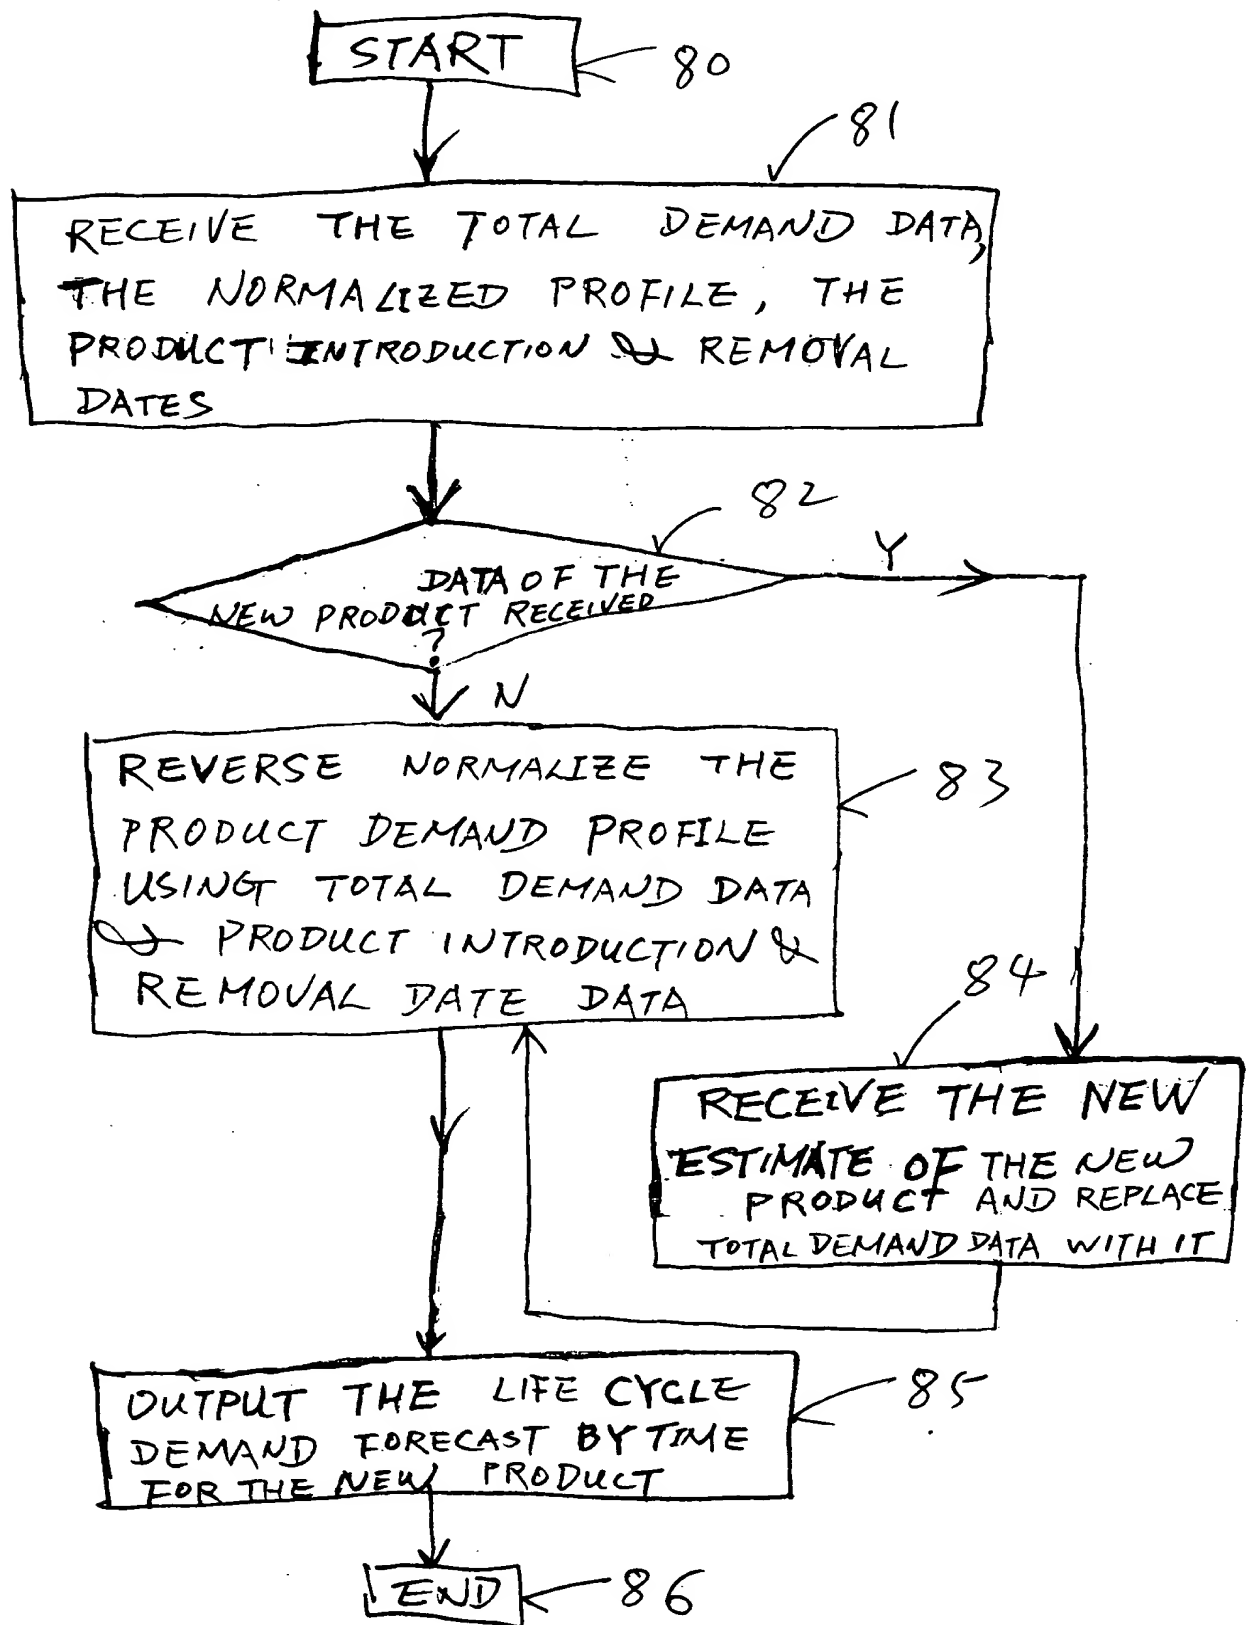 START
80
81
RECEIVE THE TOTAL DEMAND DATA,
THE NORMALIZED PROFILE, THE
PRODUCT INTRODUCTION & REMOVAL
DATES
82
Y
DATA OF THE
NEW PRODUCT RECEIVED
?
N
REVERSE NORMALIZE THE
PRODUCT DEMAND PROFILE
USING TOTAL DEMAND DATA
& PRODUCT INTRODUCTION &
REMOVAL DATE DATA
83
84
RECEIVE THE NEW
ESTIMATE OF THE NEW
PRODUCT AND REPLACE
TOTAL DEMAND DATA WITH IT
OUTPUT THE LIFE CYCLE
DEMAND FORECAST BY TIME
FOR THE NEW PRODUCT
85
END
86